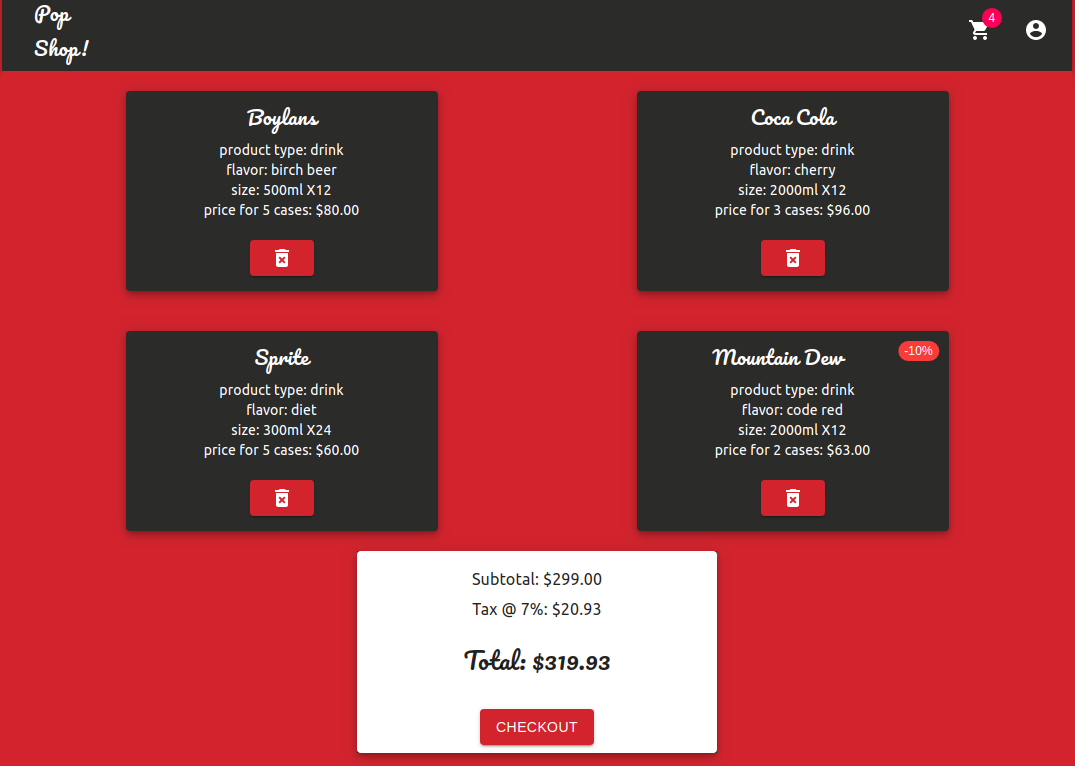 Pop
Shop!
4
Boylans
product type: drink
flavor: birch beer
size: 500ml X12
price for 5 cases: $80.00
Coca Cola
product type: drink
flavor: cherry
size: 2000ml X12
price for 3 cases: $96.00
Sprite
product type: drink
flavor: diet
size: 300ml X24
price for 5 cases: $60.00
Mountain Dew
-10%
product type: drink
flavor: code red
size: 2000ml X12
price for 2 cases: $63.00
Subtotal: $299.00
Tax @ 7%: $20.93
Total: $319.93
CHECKOUT